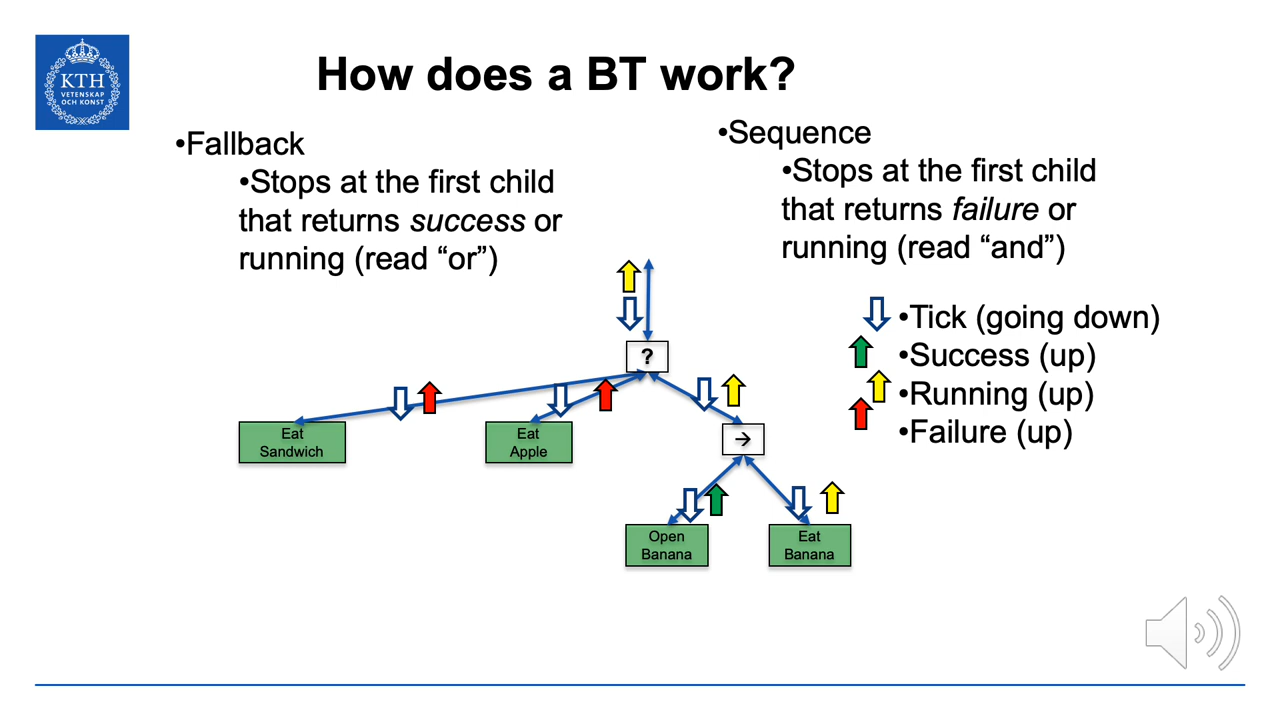 KTH
VETENSKAP
OCH KONST
How does a BT work?
•Fallback
•Stops at the first child
that returns success or
running (read “or”)
•Sequence
•Stops at the first child
that returns failure or
running (read “and”)
•Tick (going down)
•Success (up)
•Running (up)
•Failure (up)
?
Eat
Sandwich
Eat
Apple
→
Open
Banana
Eat
Banana